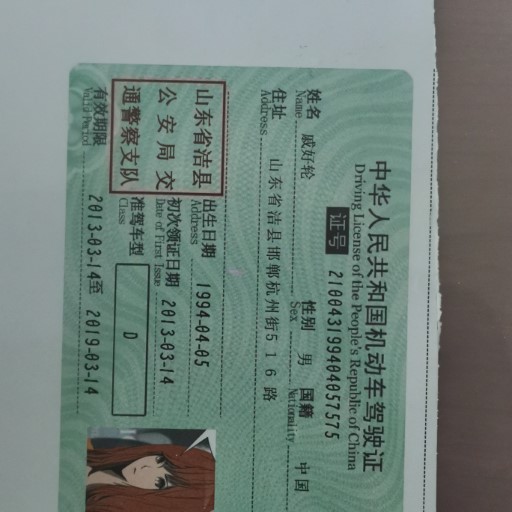 中华人民共和国机动车驾驶证
Driving License of the People's Republic of China
证号 210043199404057575
姓名 戚好轮 性别 男 国籍 中国
Name Sex Nationality
住址 山东省洁县邯郸杭州街516路
Address
山东省洁县
公安局交
通警察支队
出生日期 1994-04-05
Address
初次领证日期 2013-03-14
Date of First Issue
准驾车型 D
Class
有效期限 2013-03-14至 2019-03-14
Valid Period